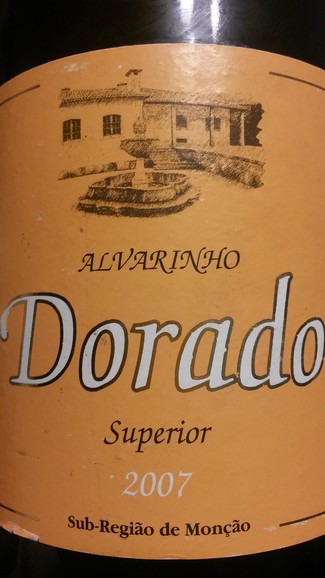 ALVARINHO
Dorado
Superior
2007
Sub-Região de Monção